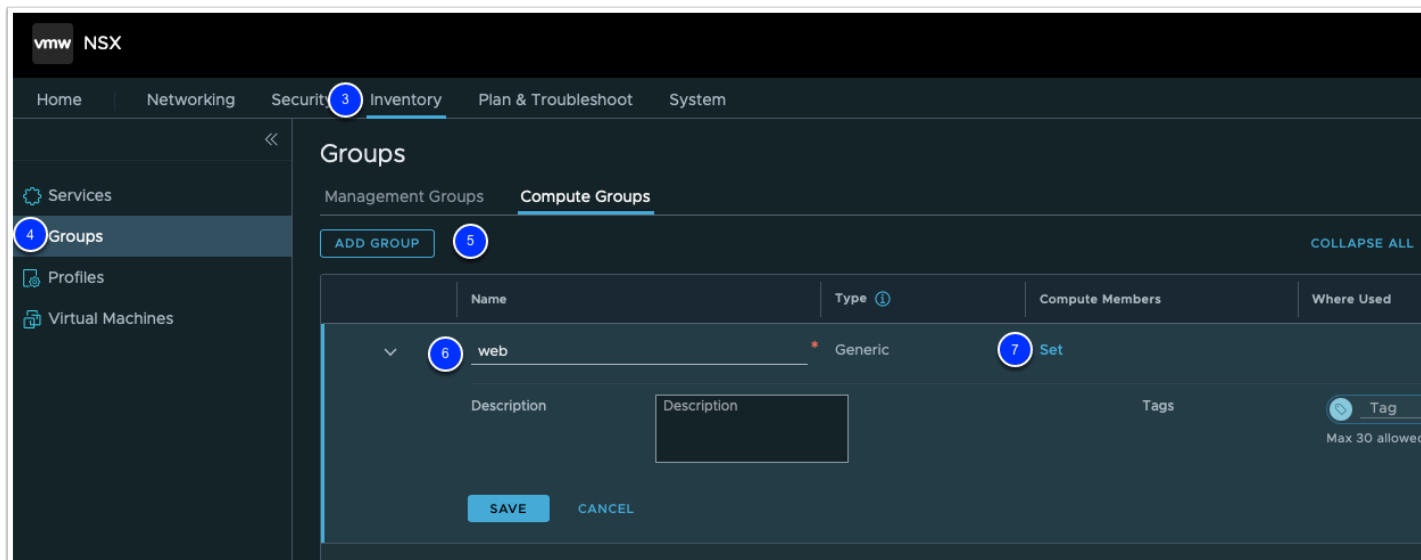 vmw NSX
Home Networking Security 3 Inventory Plan & Troubleshoot System
Groups
Management Groups Compute Groups
Services
4 Groups
Profiles
Virtual Machines
ADD GROUP 5 COLLAPSE ALL
Name Type Compute Members Where Used
6 web * Generic 7 Set
Description Description Tags Tag
Max 30 allowed
SAVE CANCEL